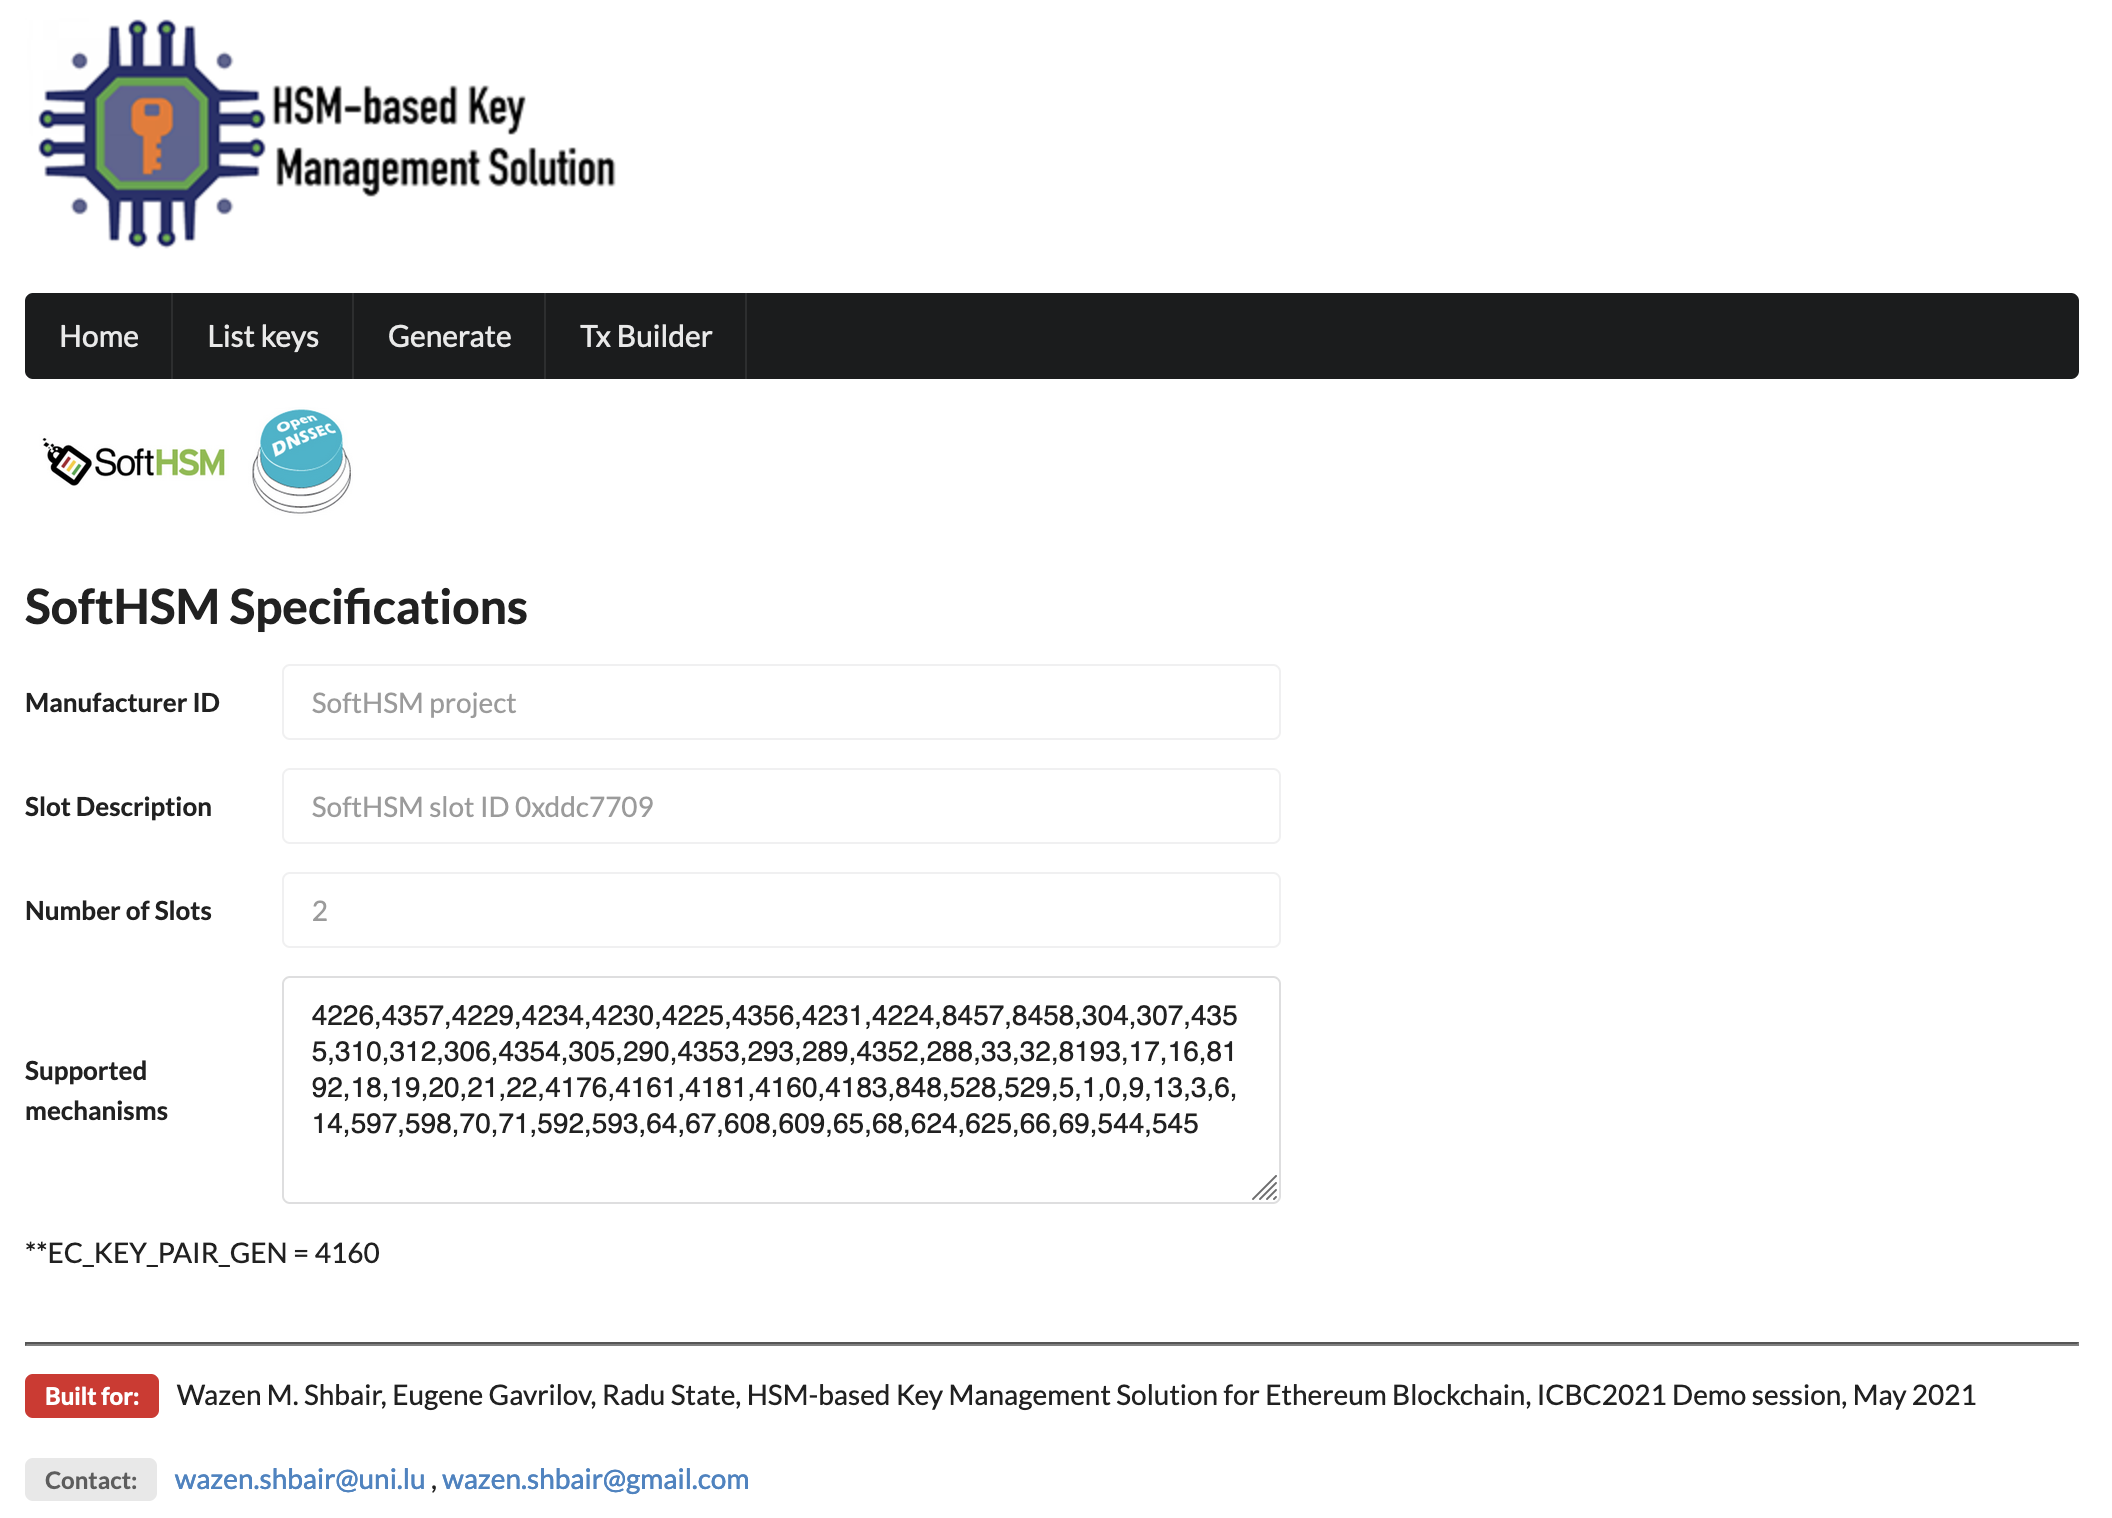 HSM-based Key
Management Solution
Home
List keys
Generate
Tx Builder
SoftHSM
Open
DNSSEC
SoftHSM Specifications
Manufacturer ID
SoftHSM project
Slot Description
SoftHSM slot ID 0xddc7709
Number of Slots
2
Supported
mechanisms
4226,4357,4229,4234,4230,4225,4356,4231,4224,8457,8458,304,307,435
5,310,312,306,4354,305,290,4353,293,289,4352,288,33,32,8193,17,16,81
92,18,19,20,21,22,4176,4161,4181,4160,4183,848,528,529,5,1,0,9,13,3,6,
14,597,598,70,71,592,593,64,67,608,609,65,68,624,625,66,69,544,545
**EC_KEY_PAIR_GEN = 4160
Built for: Wazen M. Shbair, Eugene Gavrilov, Radu State, HSM-based Key Management Solution for Ethereum Blockchain, ICBC2021 Demo session, May 2021
Contact: wazen.shbair@uni.lu , wazen.shbair@gmail.com